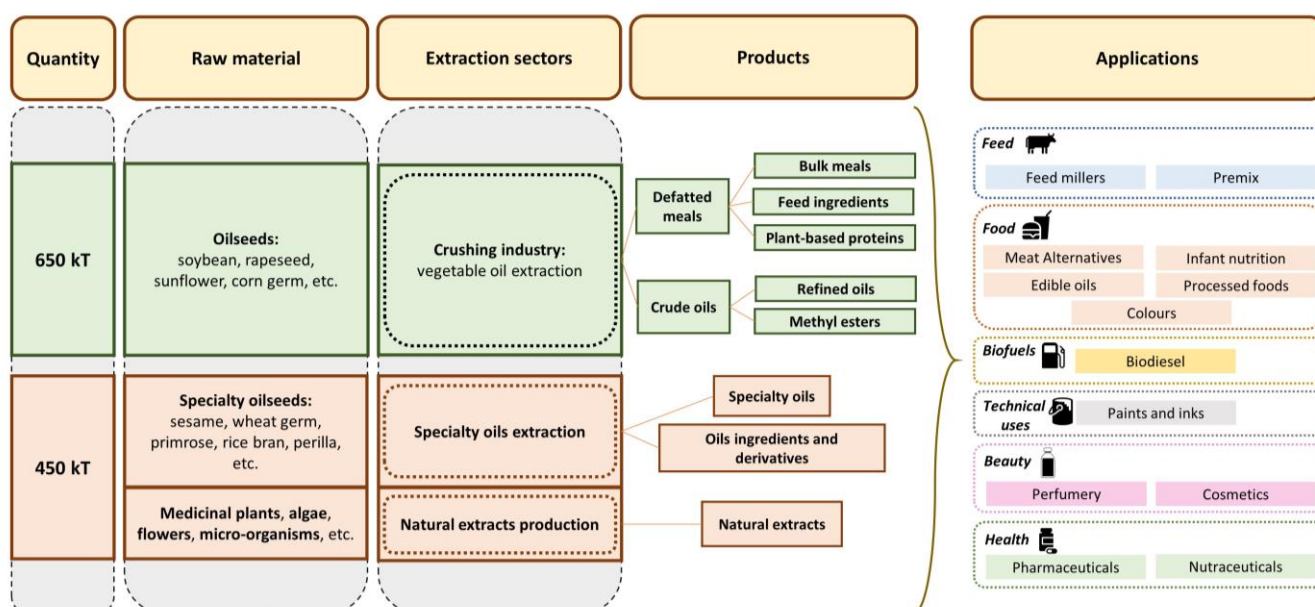 Quantity
Raw material
Extraction sectors
Products
Applications
650 kT
Oilseeds:
soybean, rapeseed,
sunflower, corn germ, etc.
Crushing industry:
vegetable oil extraction
Defatted
meals
Bulk meals
Feed ingredients
Plant-based proteins
Crude oils
Refined oils
Methyl esters
450 kT
Specialty oilseeds:
sesame, wheat germ,
primrose, rice bran, perilla,
etc.
Specialty oils extraction
Specialty oils
Oils ingredients and
derivatives
Medicinal plants, algae,
flowers, micro-organisms, etc.
Natural extracts production
Natural extracts
Feed
Feed millers
Premix
Food
Meat Alternatives
Infant nutrition
Edible oils
Processed foods
Colours
Biofuels
Biodiesel
Technical
uses
Paints and inks
Beauty
Perfumery
Cosmetics
Health
Pharmaceuticals
Nutraceuticals